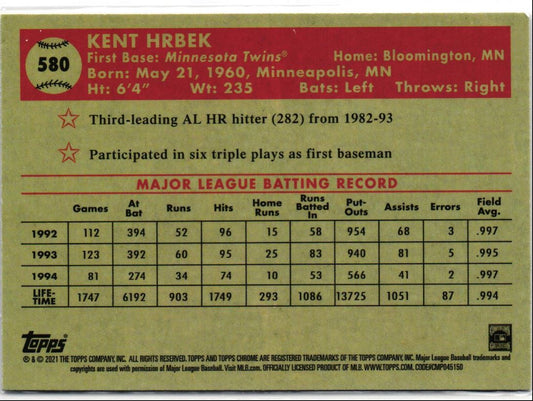 580
KENT HRBEK
First Base: Minnesota Twins® Home: Bloomington, MN
Born: May 21, 1960, Minneapolis, MN
Ht: 6'4" Wt: 235 Bats: Left Throws: Right
Third-leading AL HR hitter (282) from 1982-93
Participated in six triple plays as first baseman
MAJOR LEAGUE BATTING RECORD
Games At Bat Runs Hits Home Runs Runs Batted In Put-Outs Assists Errors Field Avg.
1992 112 394 52 96 15 58 954 68 3 .997
1993 123 392 60 95 25 83 940 81 5 .995
1994 81 274 34 74 10 53 566 41 2 .997
LIFE-TIME 1747 6192 903 1749 293 1086 13725 1051 87 .994
Topps
® & © 2021 THE TOPPS COMPANY, INC. ALL RIGHTS RESERVED. TOPPS AND TOPPS CHROME ARE REGISTERED TRADEMARKS OF THE TOPPS COMPANY, INC. Major League Baseball trademarks and
copyrights are used with permission of Major League Baseball. Visit MLB.com. OFFICIALLY LICENSED PRODUCT OF MLB. WWW.TOPPS.COM. CODE#CMP045150